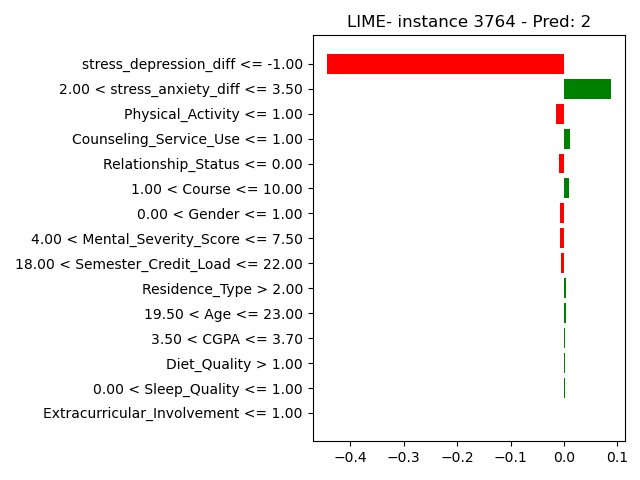 LIME- instance 3764 - Pred: 2
stress_depression_diff <= -1.00
2.00 < stress_anxiety_diff <= 3.50
Physical_Activity <= 1.00
Counseling_Service_Use <= 1.00
Relationship_Status <= 0.00
1.00 < Course <= 10.00
0.00 < Gender <= 1.00
4.00 < Mental_Severity_Score <= 7.50
18.00 < Semester_Credit_Load <= 22.00
Residence_Type > 2.00
19.50 < Age <= 23.00
3.50 < CGPA <= 3.70
Diet_Quality > 1.00
0.00 < Sleep_Quality <= 1.00
Extracurricular_Involvement <= 1.00
−0.4 −0.3 −0.2 −0.1 0.0 0.1